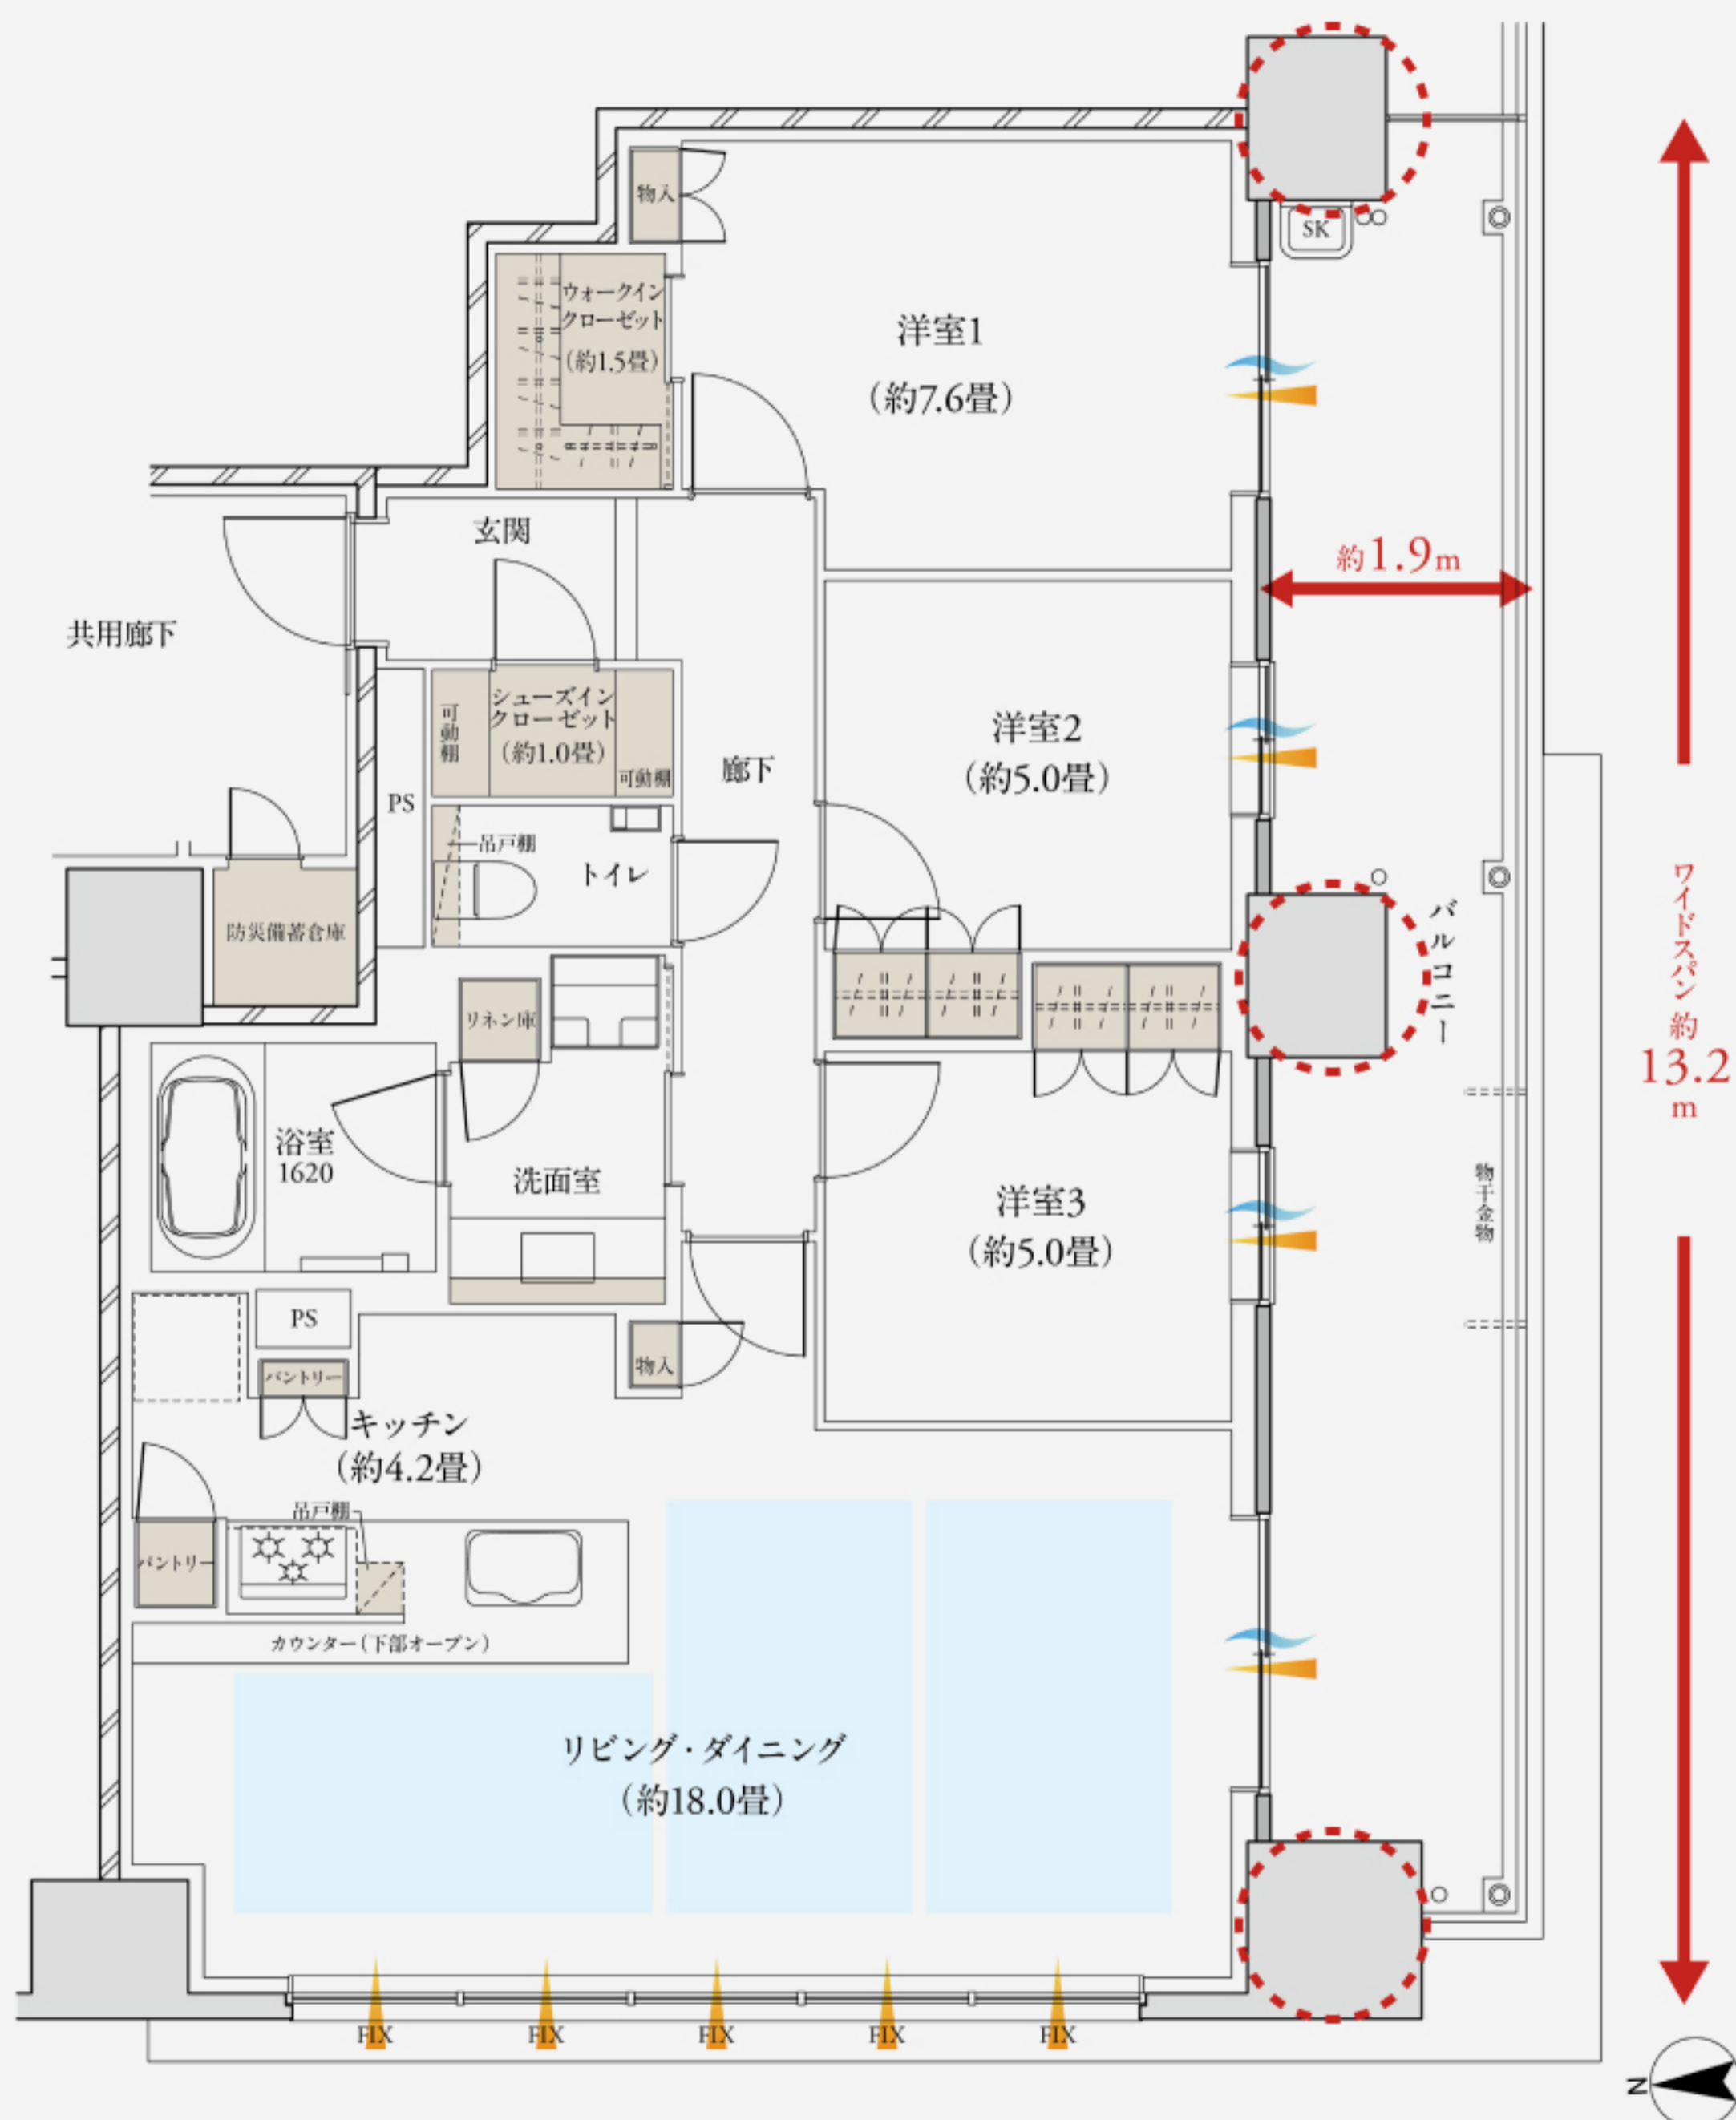 物入
SK
ウォークイン
クローゼット
(約1.5畳)
洋室1
(約7.6畳)
玄関
約1.9m
共用廊下
可動棚
シューズイン
クローゼット
(約1.0畳)
可動棚
廊下
洋室2
(約5.0畳)
PS
吊戸棚
トイレ
防災備蓄倉庫
バルコニー
ワイドスパン約
13.2
m
リネン庫
浴室
1620
洗面室
洋室3
(約5.0畳)
物干金物
PS
パントリー
物入
キッチン
(約4.2畳)
吊戸棚
パントリー
カウンター(下部オープン)
リビング・ダイニング
(約18.0畳)
FIX
FIX
FIX
FIX
FIX
N